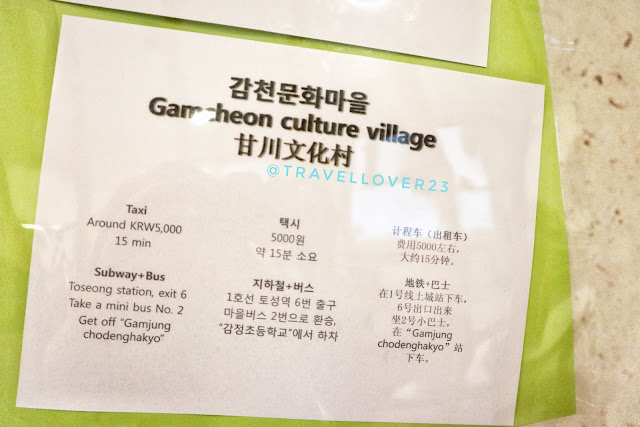 감천문화마을
Gamcheon culture village
甘川文化村
@TRAVELLOVER23
Taxi
Around KRW5,000
15 min
Subway+Bus
Toseong station, exit 6
Take a mini bus No. 2
Get off “Gamjung
chodenghakyo”
택시
5000원
약 15분 소요
지하철+버스
1호선 토성역 6번 출구
마을버스 2번으로 환승,
"감정초등학교"에서 하차
计程车（出租车）
费用5000左右，
大约15分钟。
地铁+巴士
在1号线土城站下车，
6号出口出来
坐2号小巴士，
在“Gamjung
chodenghakyo”站
下车。